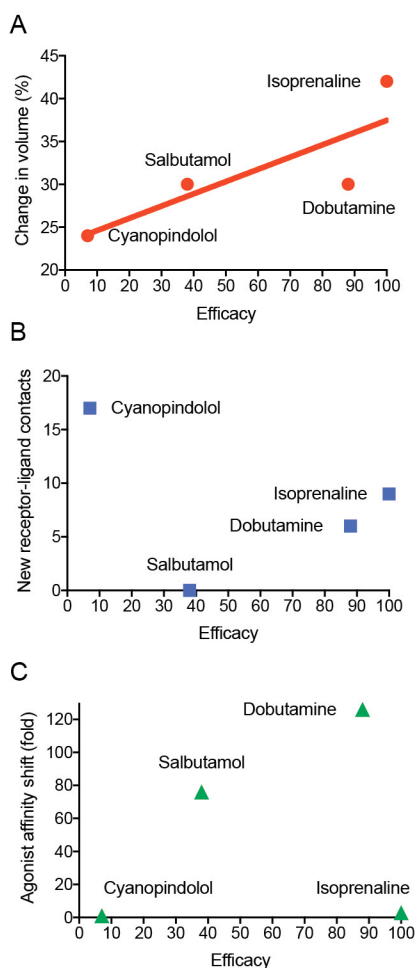 A
Change in volume (%)
45
40
35
30
25
20
Isoprenaline
Salbutamol
Dobutamine
Cyanopindolol
0 10 20 30 40 50 60 70 80 90 100
Efficacy
B
New receptor-ligand contacts
20
15
10
5
0
Cyanopindolol
Isoprenaline
Dobutamine
Salbutamol
0 10 20 30 40 50 60 70 80 90 100
Efficacy
C
Agonist affinity shift (fold)
120
100
80
60
40
20
0
Dobutamine
Salbutamol
Cyanopindolol
Isoprenaline
0 10 20 30 40 50 60 70 80 90 100
Efficacy